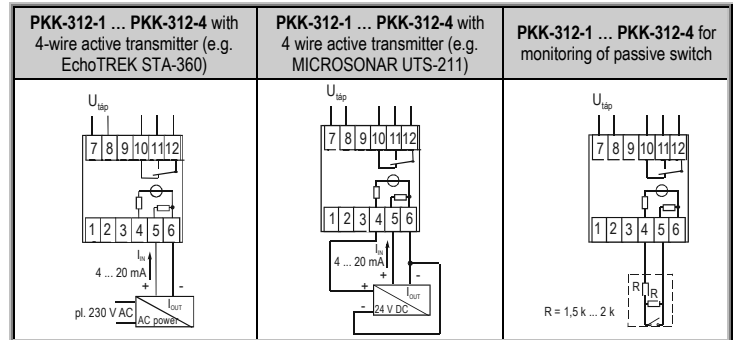 PKK-312-1 … PKK-312-4 with
4-wire active transmitter (e.g.
EchoTREK STA-360)
PKK-312-1 … PKK-312-4 with
4 wire active transmitter (e.g.
MICROSONAR UTS-211)
PKK-312-1 … PKK-312-4 for
monitoring of passive switch
Utáp
7 8 9 10 11 12
1 2 3 4 5 6
IIN
4 ... 20 mA
+ -
IOUT
pl. 230 V AC
AC power
Utáp
7 8 9 10 11 12
1 2 3 4 5 6
IIN
4 ... 20 mA
+ + -
IOUT
- 24 V DC
Utáp
7 8 9 10 11 12
1 2 3 4 5 6
R
R
R = 1,5 k ... 2 k